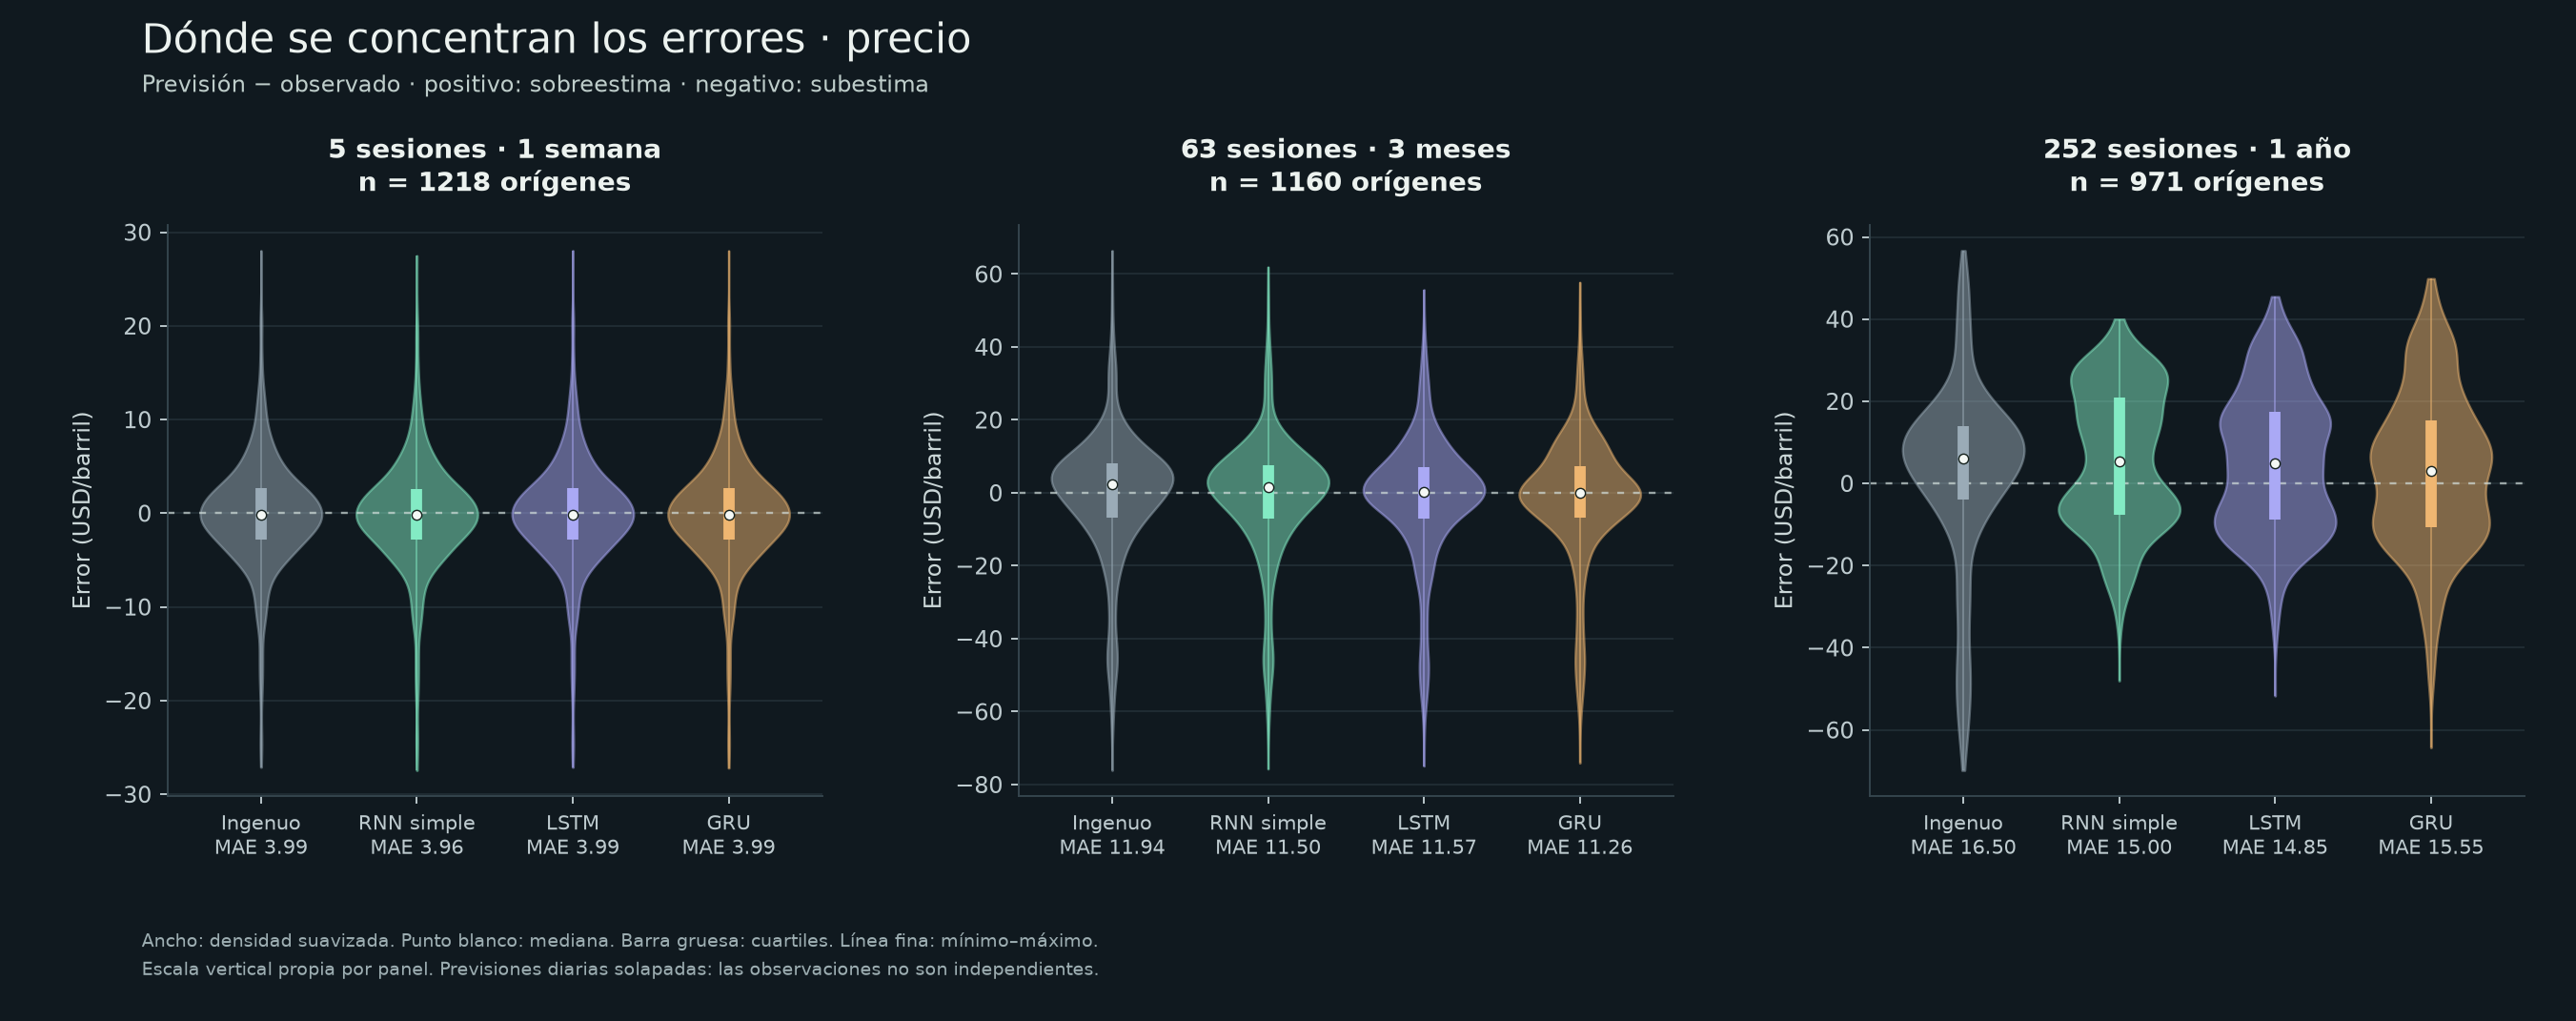 Dónde se concentran los errores · precio
Previsión − observado · positivo: sobreestima · negativo: subestima
5 sesiones · 1 semana
n = 1218 orígenes
Error (USD/barril)
30
20
10
0
−10
−20
−30
Ingenuo
MAE 3.99
RNN simple
MAE 3.96
LSTM
MAE 3.99
GRU
MAE 3.99
63 sesiones · 3 meses
n = 1160 orígenes
Error (USD/barril)
60
40
20
0
−20
−40
−60
−80
Ingenuo
MAE 11.94
RNN simple
MAE 11.50
LSTM
MAE 11.57
GRU
MAE 11.26
252 sesiones · 1 año
n = 971 orígenes
Error (USD/barril)
60
40
20
0
−20
−40
−60
Ingenuo
MAE 16.50
RNN simple
MAE 15.00
LSTM
MAE 14.85
GRU
MAE 15.55
Ancho: densidad suavizada. Punto blanco: mediana. Barra gruesa: cuartiles. Línea fina: mínimo–máximo.
Escala vertical propia por panel. Previsiones diarias solapadas: las observaciones no son independientes.